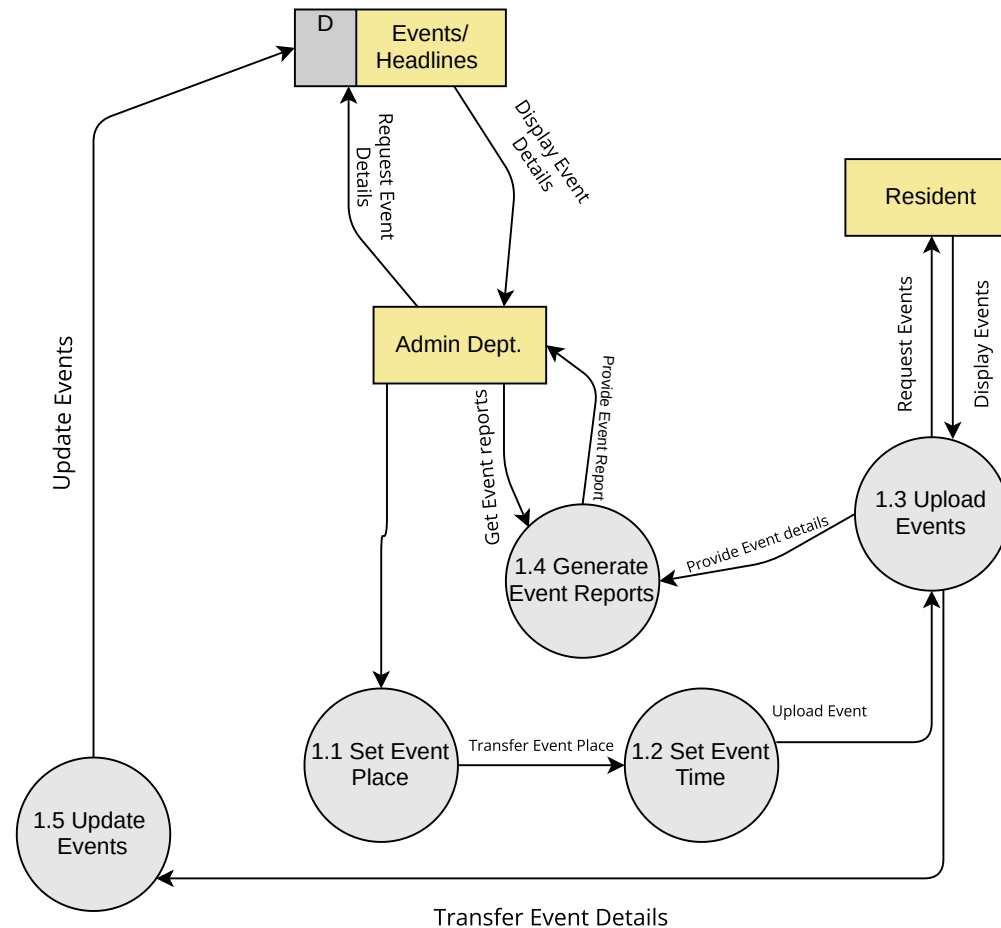 D
Events/
Headlines
Request Event
Details
Display Event
Details
Resident
Request Events
Display Events
Admin Dept.
Update Events
Get Event reports
Provide Event Report
1.3 Upload
Events
Provide Event details
1.4 Generate
Event Reports
1.1 Set Event
Place
Transfer Event Place
1.2 Set Event
Time
Upload Event
1.5 Update
Events
Transfer Event Details